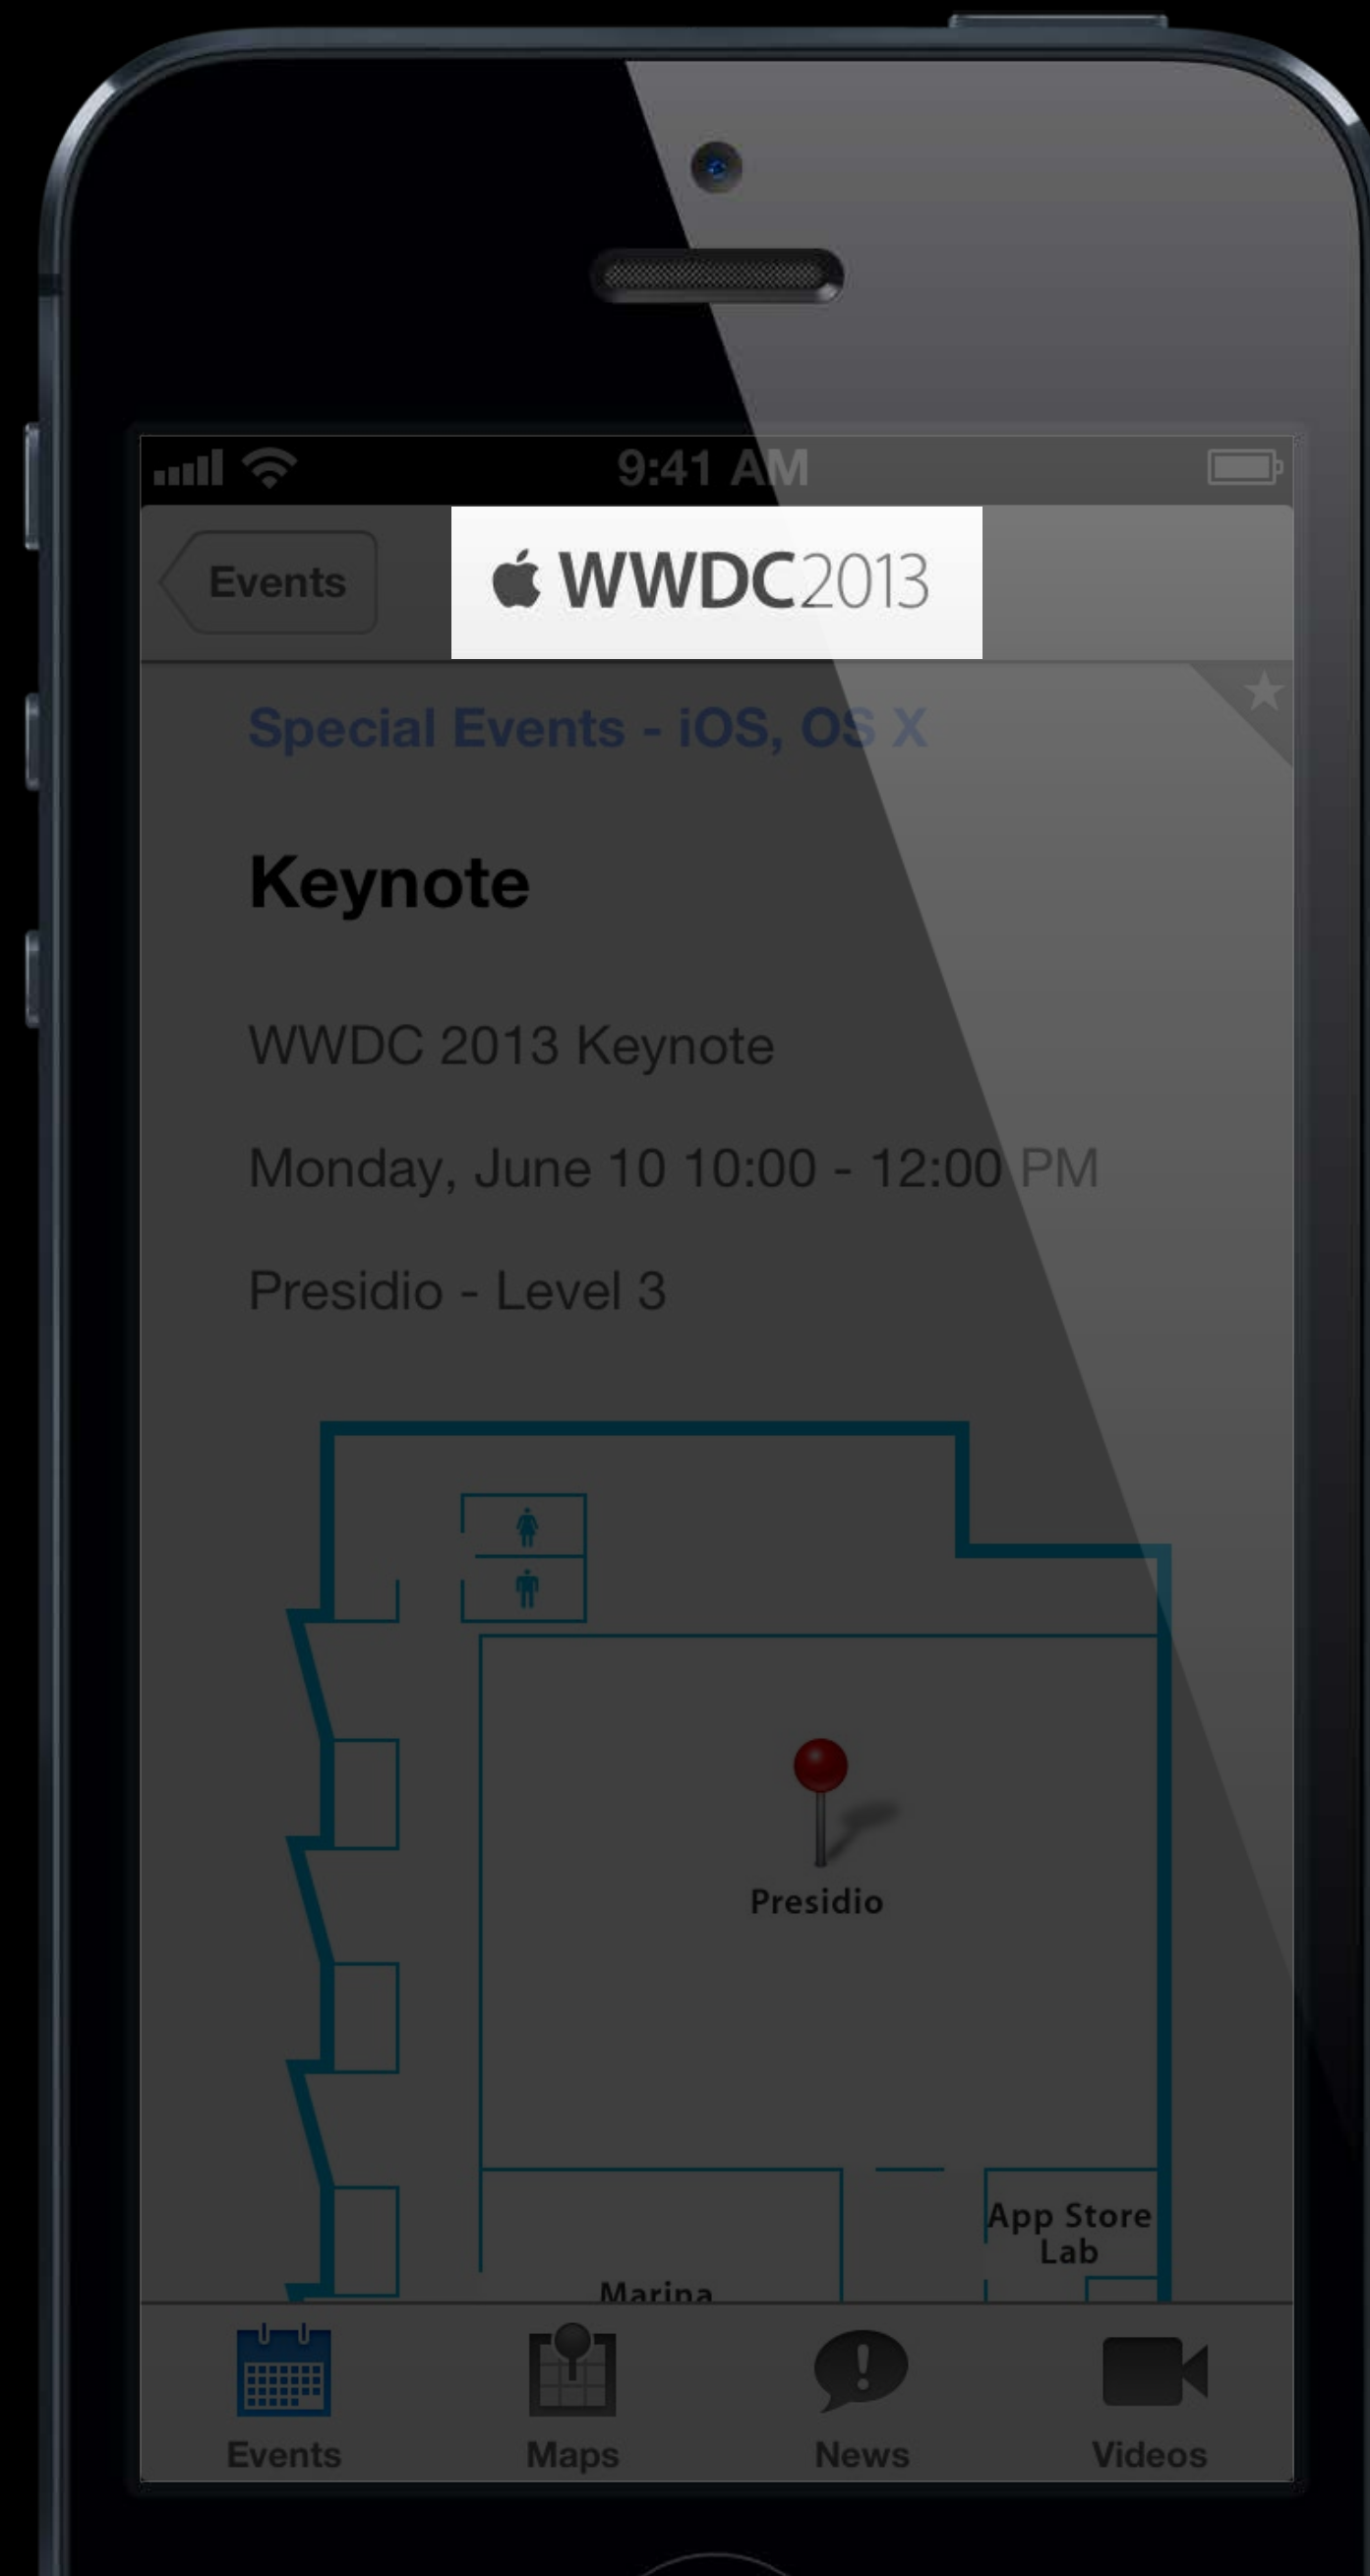 9:41 AM
Events
WWDC2013
Special Events - iOS, OS X
Keynote
WWDC 2013 Keynote
Monday, June 10 10:00 - 12:00 PM
Presidio - Level 3
Presidio
App Store
Lab
Marina
Events
Maps
News
Videos